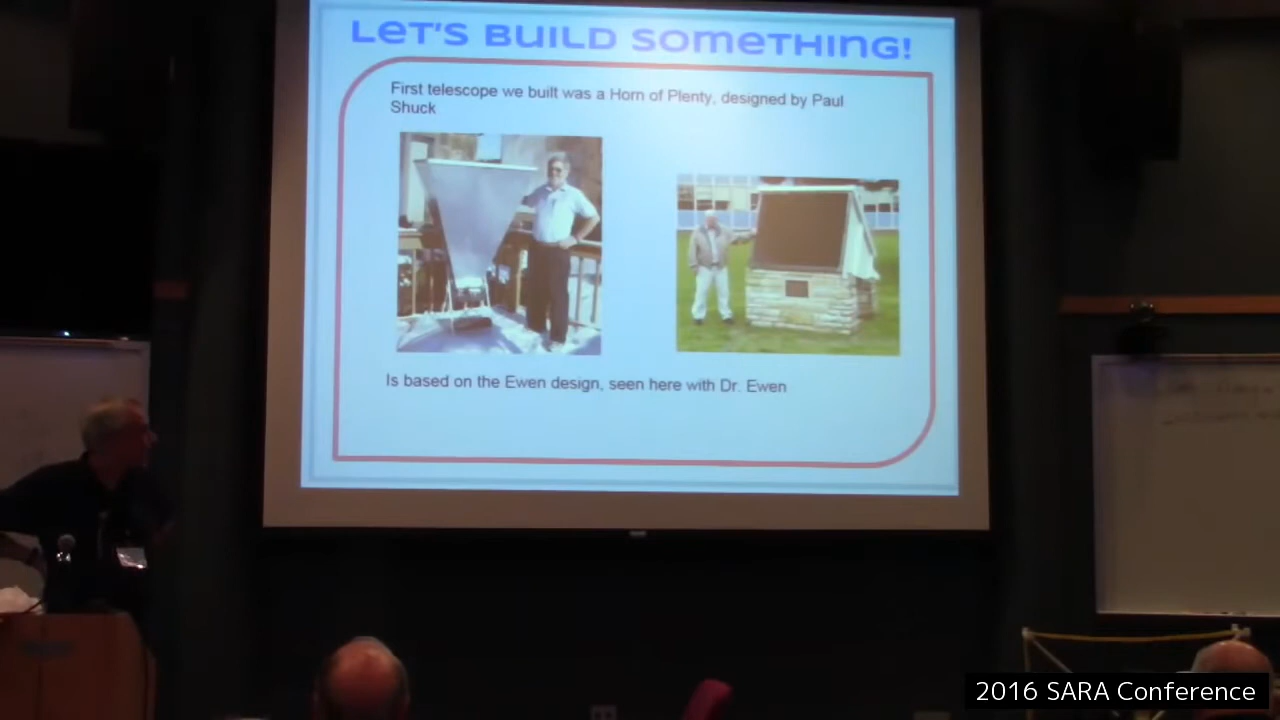 Let's Build Something!
First telescope we built was a Horn of Plenty, designed by Paul
Shuck
Is based on the Ewen design, seen here with Dr. Ewen
2016 SARA Conference